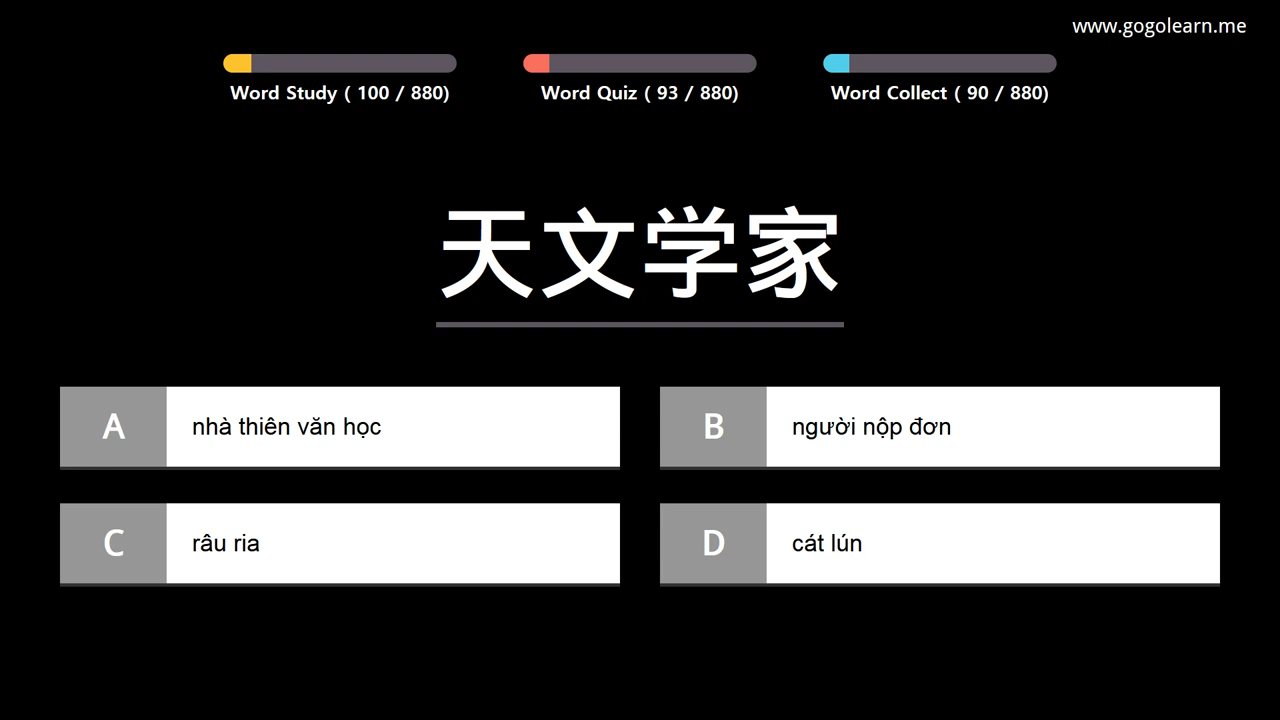 www.gogolearn.me
Word Study ( 100 / 880)
Word Quiz ( 93 / 880)
Word Collect ( 90 / 880)
天文学家
A nhà thiên văn học
B người nộp đơn
C râu ria
D cát lún